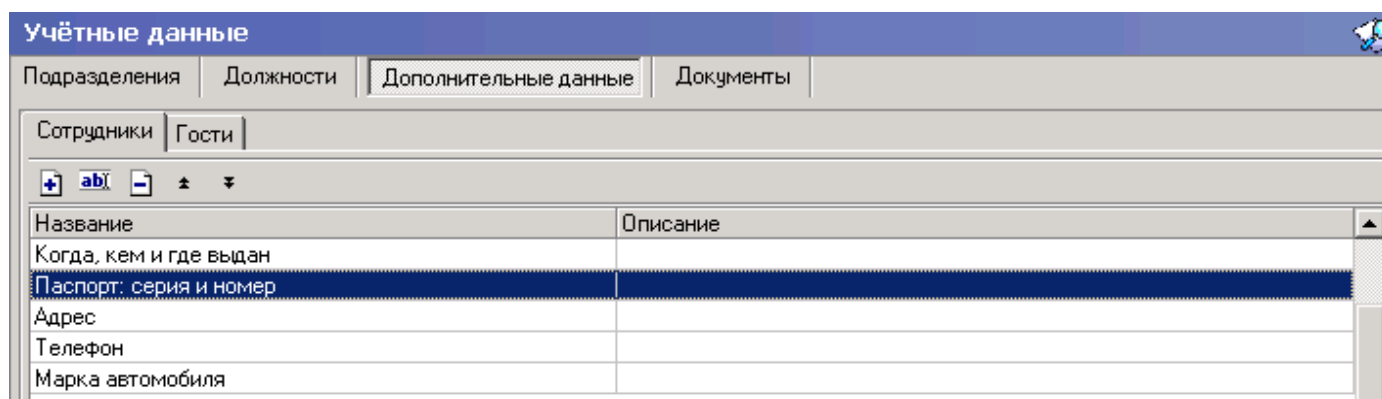 Учётные данные
Подразделения Должности Дополнительные данные Документы
Сотрудники Гости
abI
Название Описание
Когда, кем и где выдан
Паспорт: серия и номер
Адрес
Телефон
Марка автомобиля